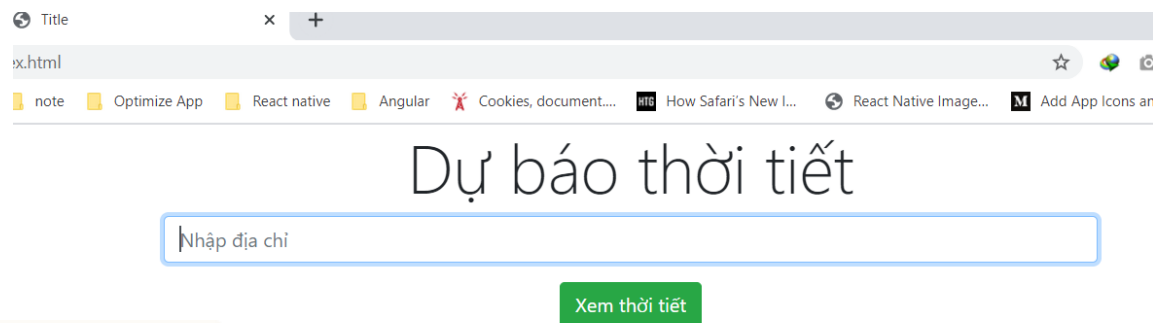 Title
ex.html
note Optimize App React native Angular Cookies, document.... HTG How Safari's New I... React Native Image... M Add App Icons an
Dự báo thời tiết
Nhập địa chỉ
Xem thời tiết